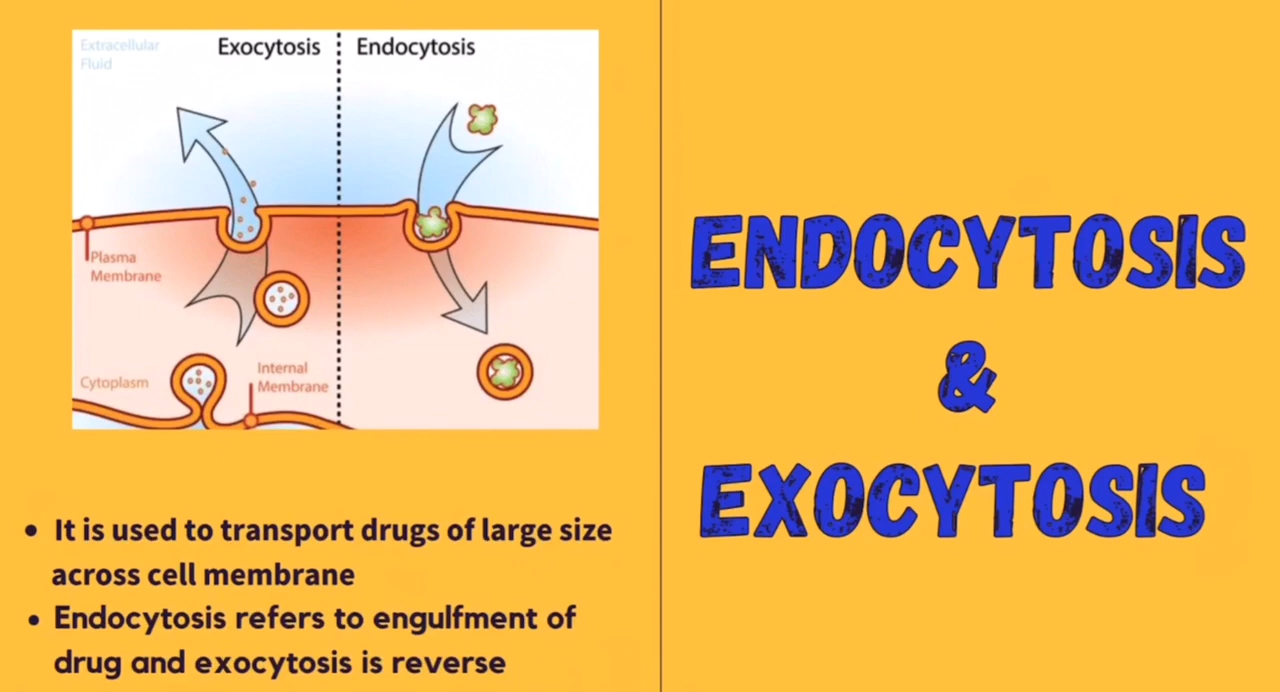 Extracellular
Fluid
Exocytosis
Endocytosis
Plasma
Membrane
Cytoplasm
Internal
Membrane
• It is used to transport drugs of large size
across cell membrane
• Endocytosis refers to engulfment of
drug and exocytosis is reverse
ENDOCYTOSIS
&
EXOCYTOSIS